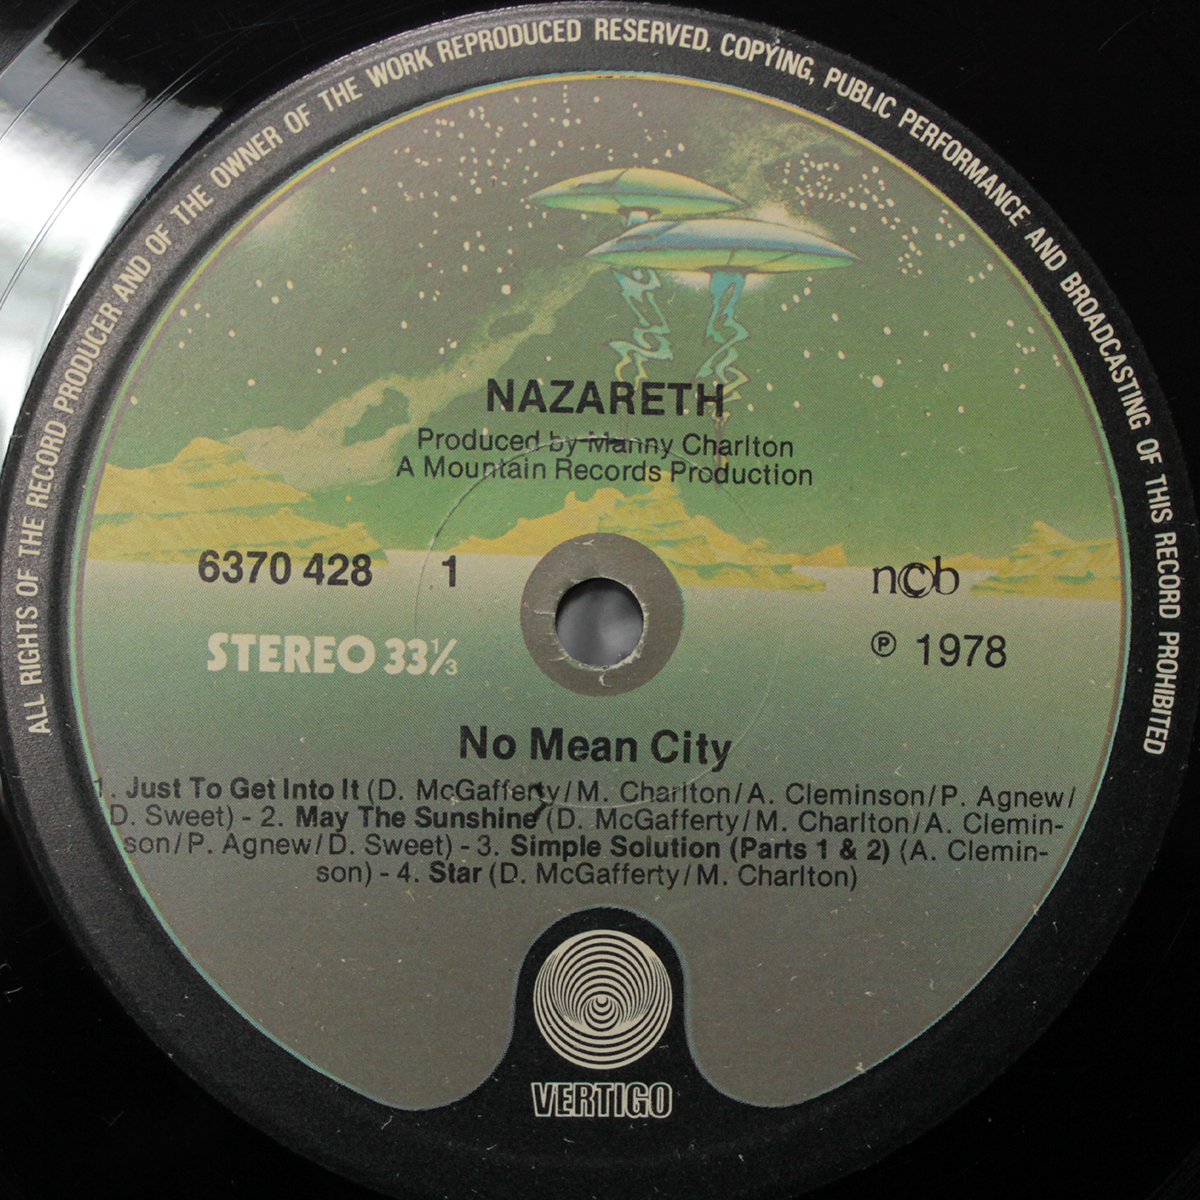 ALL RIGHTS OF THE RECORD PRODUCER AND OF THE OWNER OF THE WORK REPRODUCED RESERVED. COPYING, PUBLIC PERFORMANCE AND BROADCASTING OF THIS RECORD PROHIBITED
NAZARETH
Produced by Manny Charlton
A Mountain Records Production
6370 428 1
ncb
STEREO 33⅓
℗ 1978
No Mean City
1. Just To Get Into It (D. McGafferty/M. Charlton/A. Cleminson/P. Agnew/
D. Sweet) - 2. May The Sunshine (D. McGafferty/M. Charlton/A. Clemin-
son/P. Agnew/D. Sweet) - 3. Simple Solution (Parts 1 & 2) (A. Clemin-
son) - 4. Star (D. McGafferty/M. Charlton)
VERTIGO